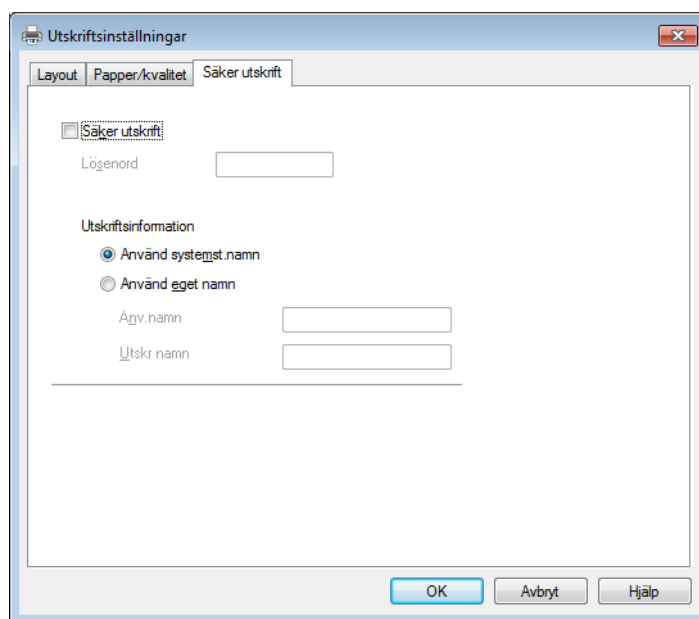 Utskriftsinställningar
Layout Papper/kvalitet Säker utskrift
Säker utskrift
Lösenord
Utskriftsinformation
Använd systemst.namn
Använd eget namn
Anv.namn
Utskr namn
OK Avbryt Hjälp